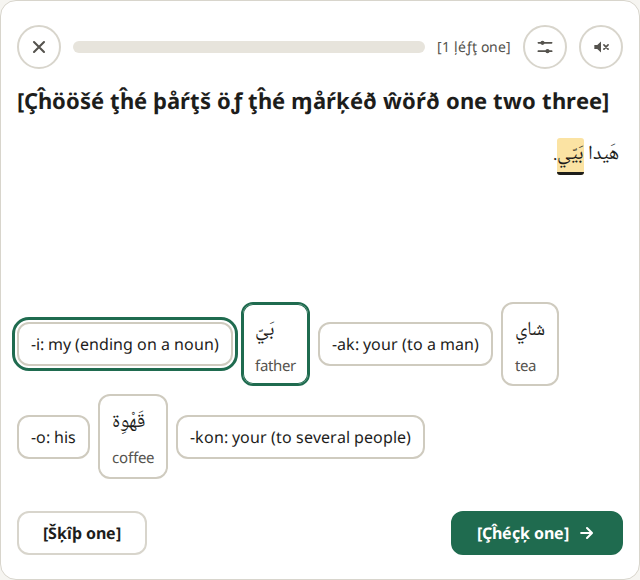 [1 ļéƒţ one]
[Çĥööšé ţĥé þåŕţš öƒ ţĥé ɱåŕķéð ŵöŕð one two three]
هَيدا بَيّي.
-i: my (ending on a noun)
بَيّ
father
-ak: your (to a man)
شاي
tea
-o: his
قَهْوِة
coffee
-kon: your (to several people)
[Šķîþ one]
[Çĥéçķ one] →